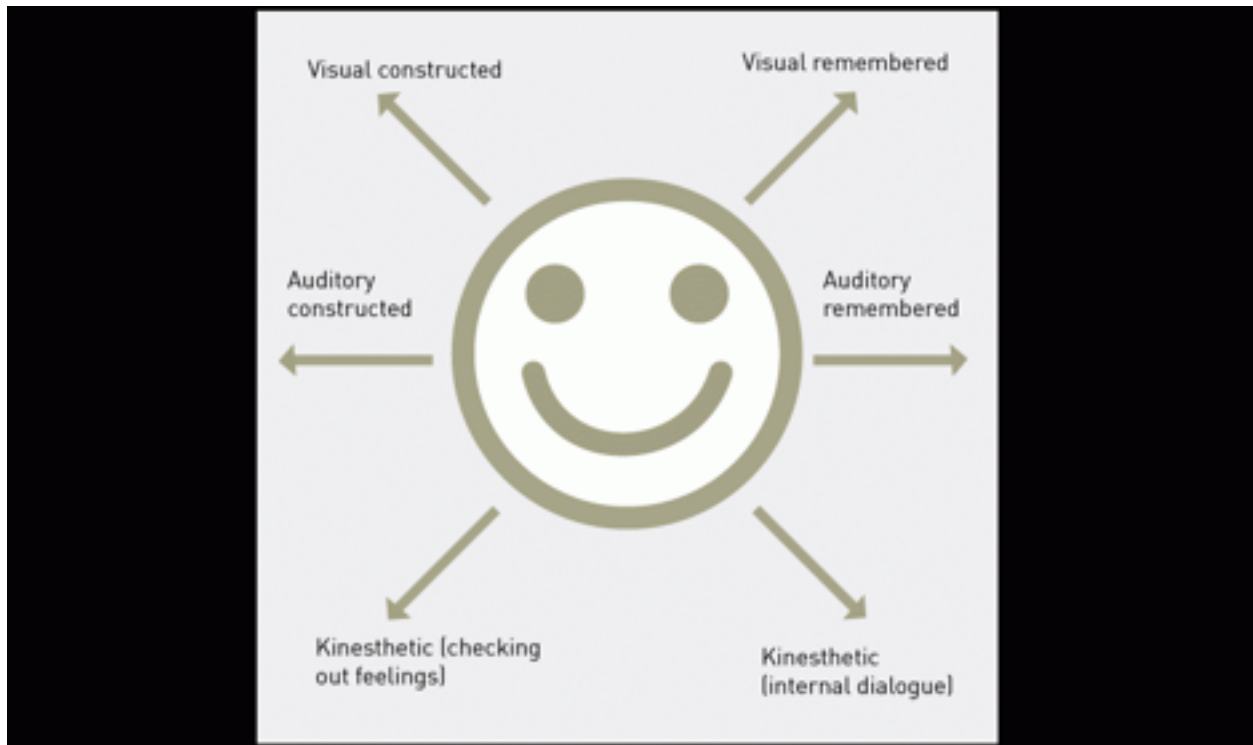 Visual constructed
Visual remembered
Auditory
constructed
Auditory
remembered
Kinesthetic (checking
out feelings)
Kinesthetic
(internal dialogue)